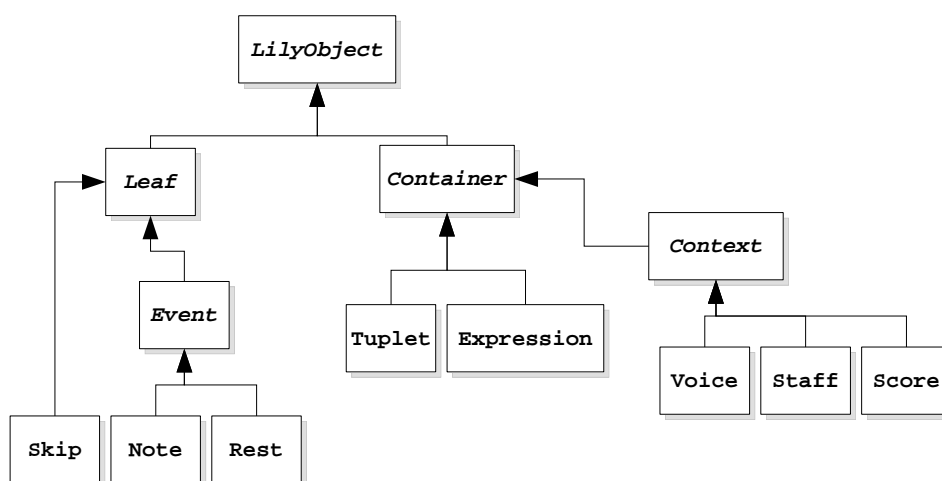 LilyObject
Leaf
Container
Context
Event
Tuplet
Expression
Voice
Staff
Score
Skip
Note
Rest